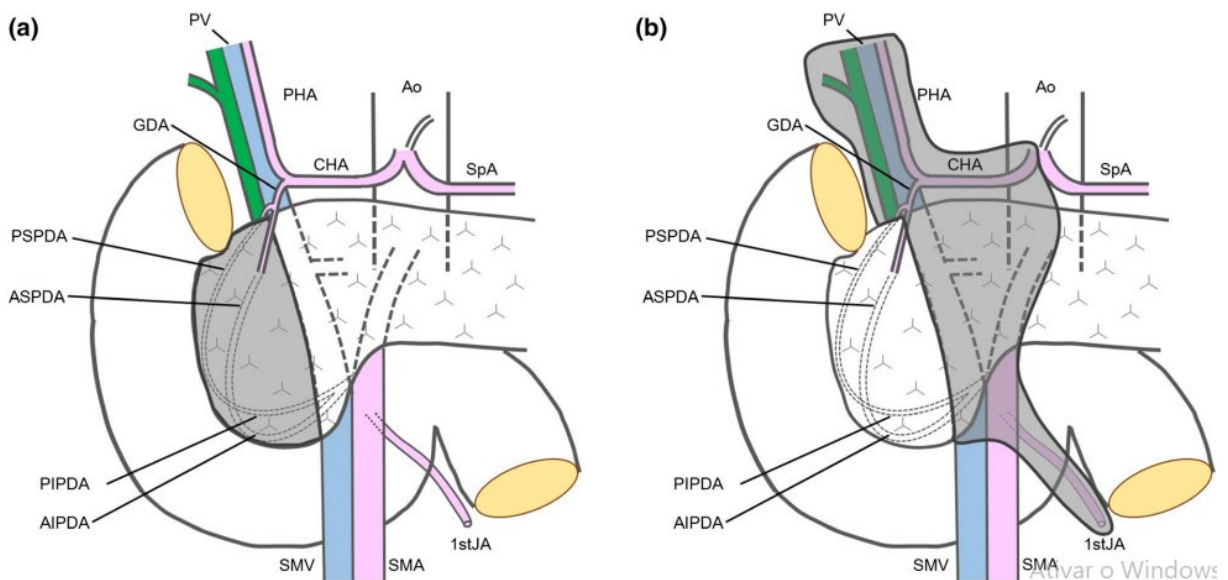 (a)
PV
PHA
Ao
GDA
CHA
SpA
PSPDA
ASPDA
PIPDA
AIPDA
1stJA
SMV
SMA
(b)
PV
PHA
Ao
GDA
CHA
SpA
PSPDA
ASPDA
PIPDA
AIPDA
1stJA
SMV
SMA
Ativar o Windows